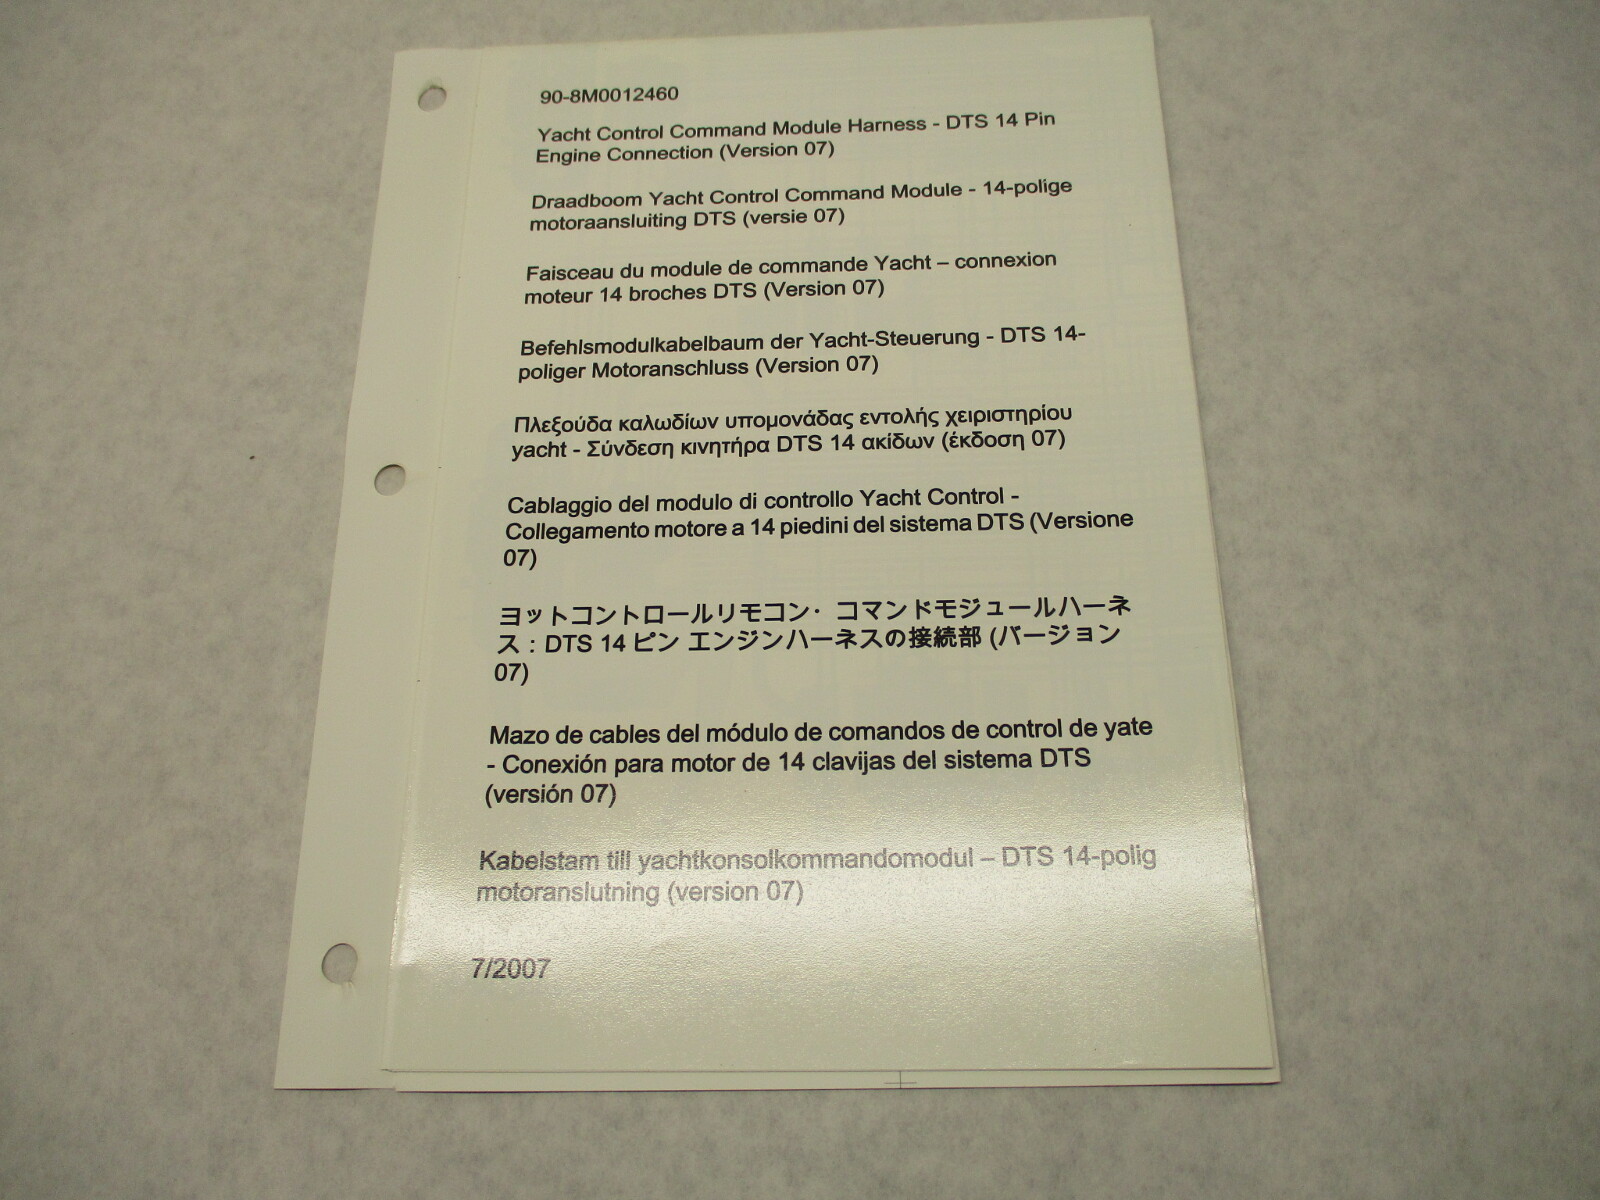 90-8M0012460
Yacht Control Command Module Harness - DTS 14 Pin
Engine Connection (Version 07)
Draadboom Yacht Control Command Module - 14-polige
motoraansluiting DTS (versie 07)
Faisceau du module de commande Yacht – connexion
moteur 14 broches DTS (Version 07)
Befehlsmodulkabelbaum der Yacht-Steuerung - DTS 14-
poliger Motoranschluss (Version 07)
Πλεξούδα καλωδίων υπομονάδας εντολής χειριστηρίου
yacht - Σύνδεση κινητήρα DTS 14 ακίδων (έκδοση 07)
Cablaggio del modulo di controllo Yacht Control -
Collegamento motore a 14 piedini del sistema DTS (Versione
07)
ヨットコントロールリモコン・コマンドモジュールハーネ
ス：DTS 14 ピン エンジンハーネスの接続部 (バージョン
07)
Mazo de cables del módulo de comandos de control de yate
- Conexión para motor de 14 clavijas del sistema DTS
(versión 07)
Kabelstam till yachtkonsolkommandomodul – DTS 14-polig
motoranslutning (version 07)
7/2007